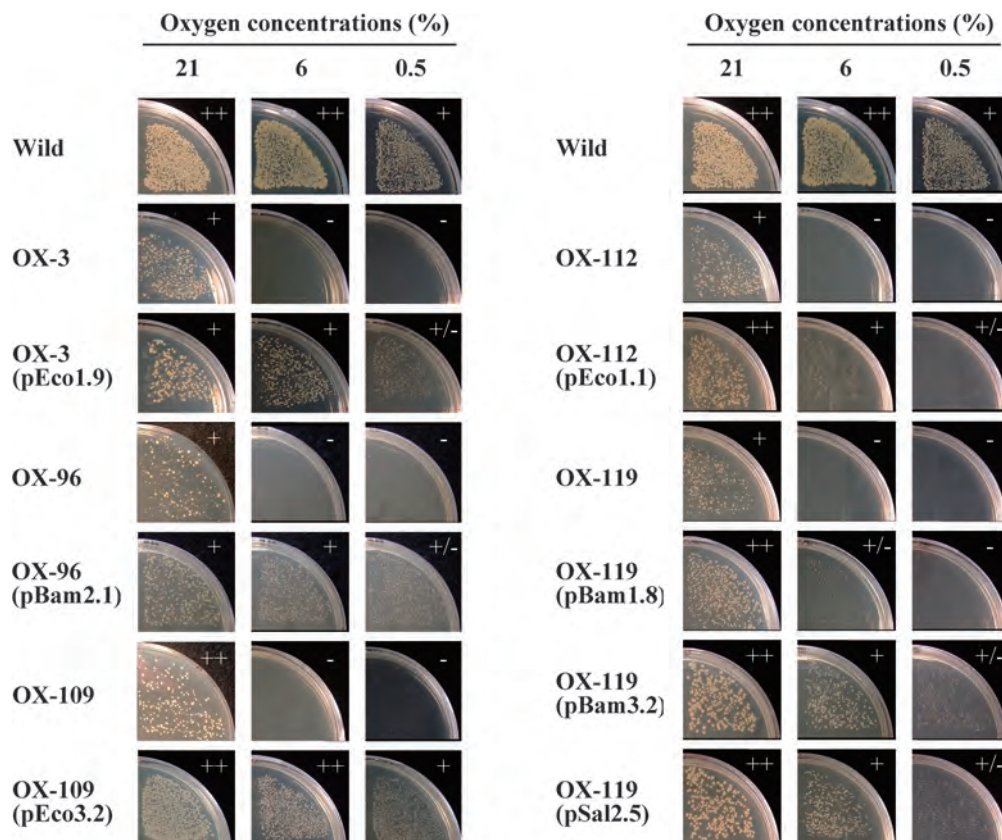 Oxygen concentrations (%)
21 6 0.5
Wild ++ ++ +
OX-3 + - -
OX-3
(pEco1.9) + + +/-
OX-96 + - -
OX-96
(pBam2.1) + + +/-
OX-109 ++ - -
OX-109
(pEco3.2) ++ ++ +
Oxygen concentrations (%)
21 6 0.5
Wild ++ ++ +
OX-112 + - -
OX-112
(pEco1.1) ++ + +/-
OX-119 + - -
OX-119
(pBam1.8) ++ +/- -
OX-119
(pBam3.2) ++ + +/-
OX-119
(pSal2.5) ++ + +/-